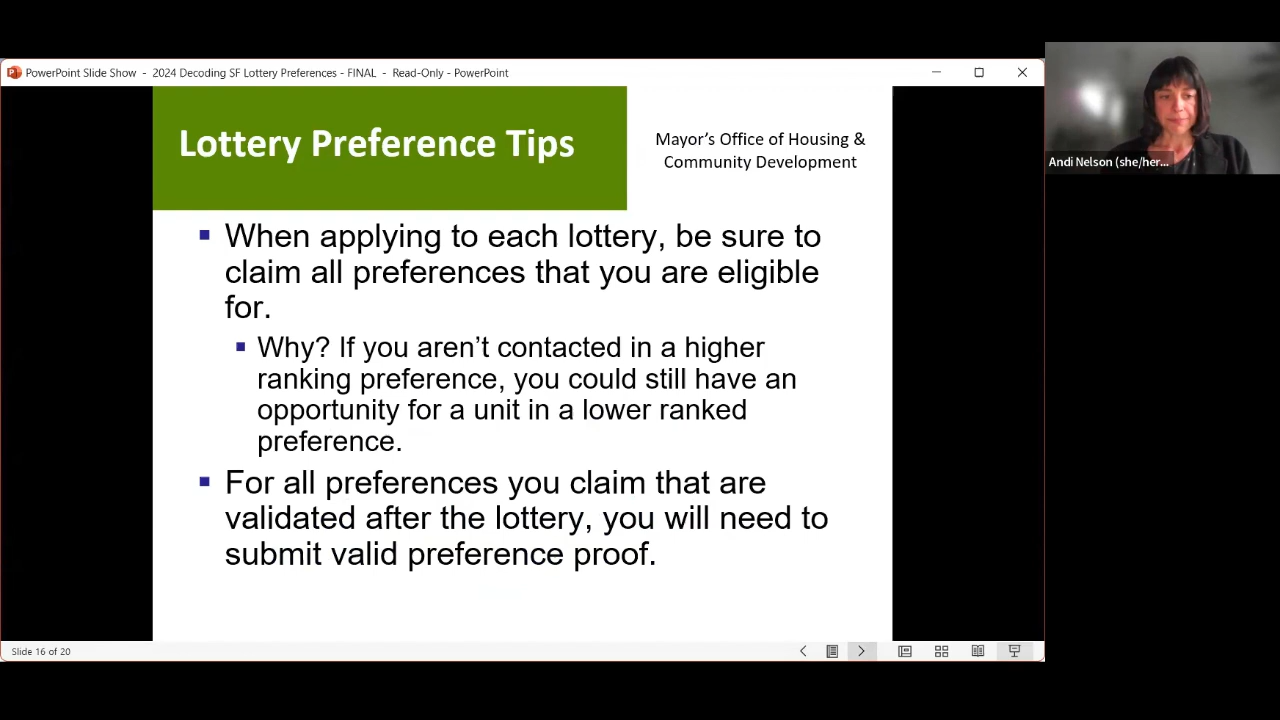 PowerPoint Slide Show - 2024 Decoding SF Lottery Preferences - FINAL - Read-Only - PowerPoint
Lottery Preference Tips
Mayor's Office of Housing &
Community Development
Andi Nelson (she/her...
▪ When applying to each lottery, be sure to
claim all preferences that you are eligible
for.
▪ Why? If you aren't contacted in a higher
ranking preference, you could still have an
opportunity for a unit in a lower ranked
preference.
▪ For all preferences you claim that are
validated after the lottery, you will need to
submit valid preference proof.
Slide 16 of 20